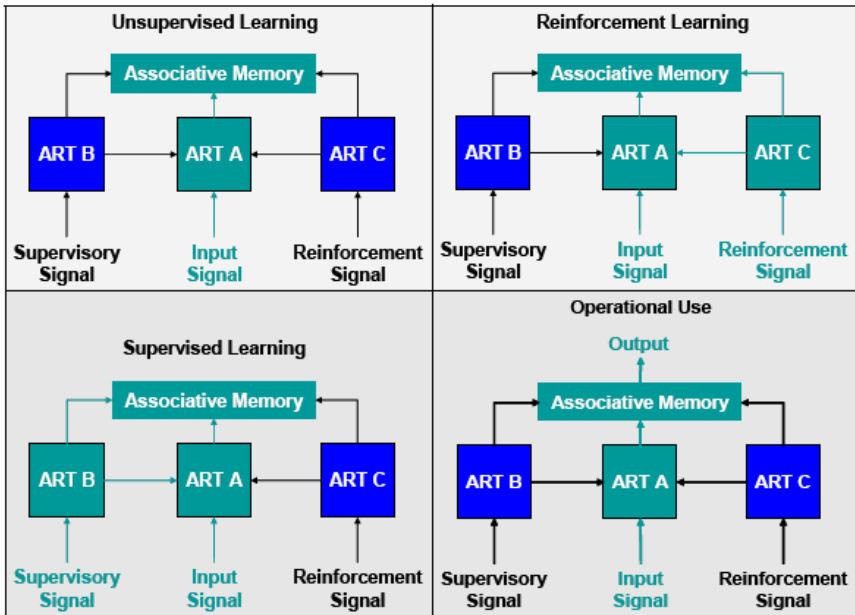 Unsupervised Learning
Associative Memory
ART B
ART A
ART C
Supervisory
Signal
Input
Signal
Reinforcement
Signal
Reinforcement Learning
Associative Memory
ART B
ART A
ART C
Supervisory
Signal
Input
Signal
Reinforcement
Signal
Supervised Learning
Associative Memory
ART B
ART A
ART C
Supervisory
Signal
Input
Signal
Reinforcement
Signal
Operational Use
Output
Associative Memory
ART B
ART A
ART C
Supervisory
Signal
Input
Signal
Reinforcement
Signal